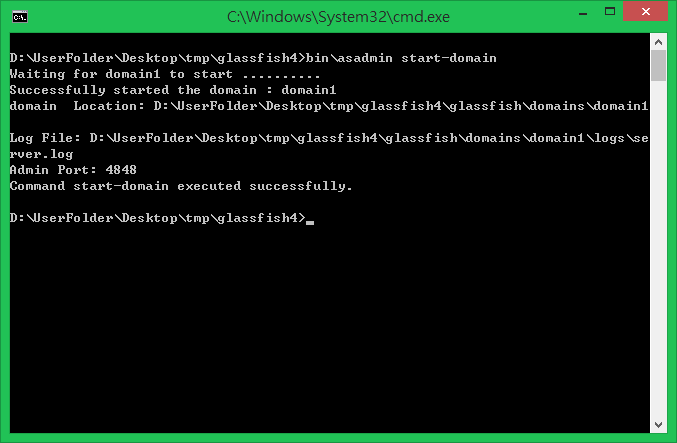 C:\Windows\System32\cmd.exe
D:\UserFolder\Desktop\tmp\glassfish4>bin\asadmin start-domain
Waiting for domain1 to start ..........
Successfully started the domain : domain1
domain  Location: D:\UserFolder\Desktop\tmp\glassfish4\glassfish\domains\domain1
Log File: D:\UserFolder\Desktop\tmp\glassfish4\glassfish\domains\domain1\logs\se
rver.log
Admin Port: 4848
Command start-domain executed successfully.
D:\UserFolder\Desktop\tmp\glassfish4>